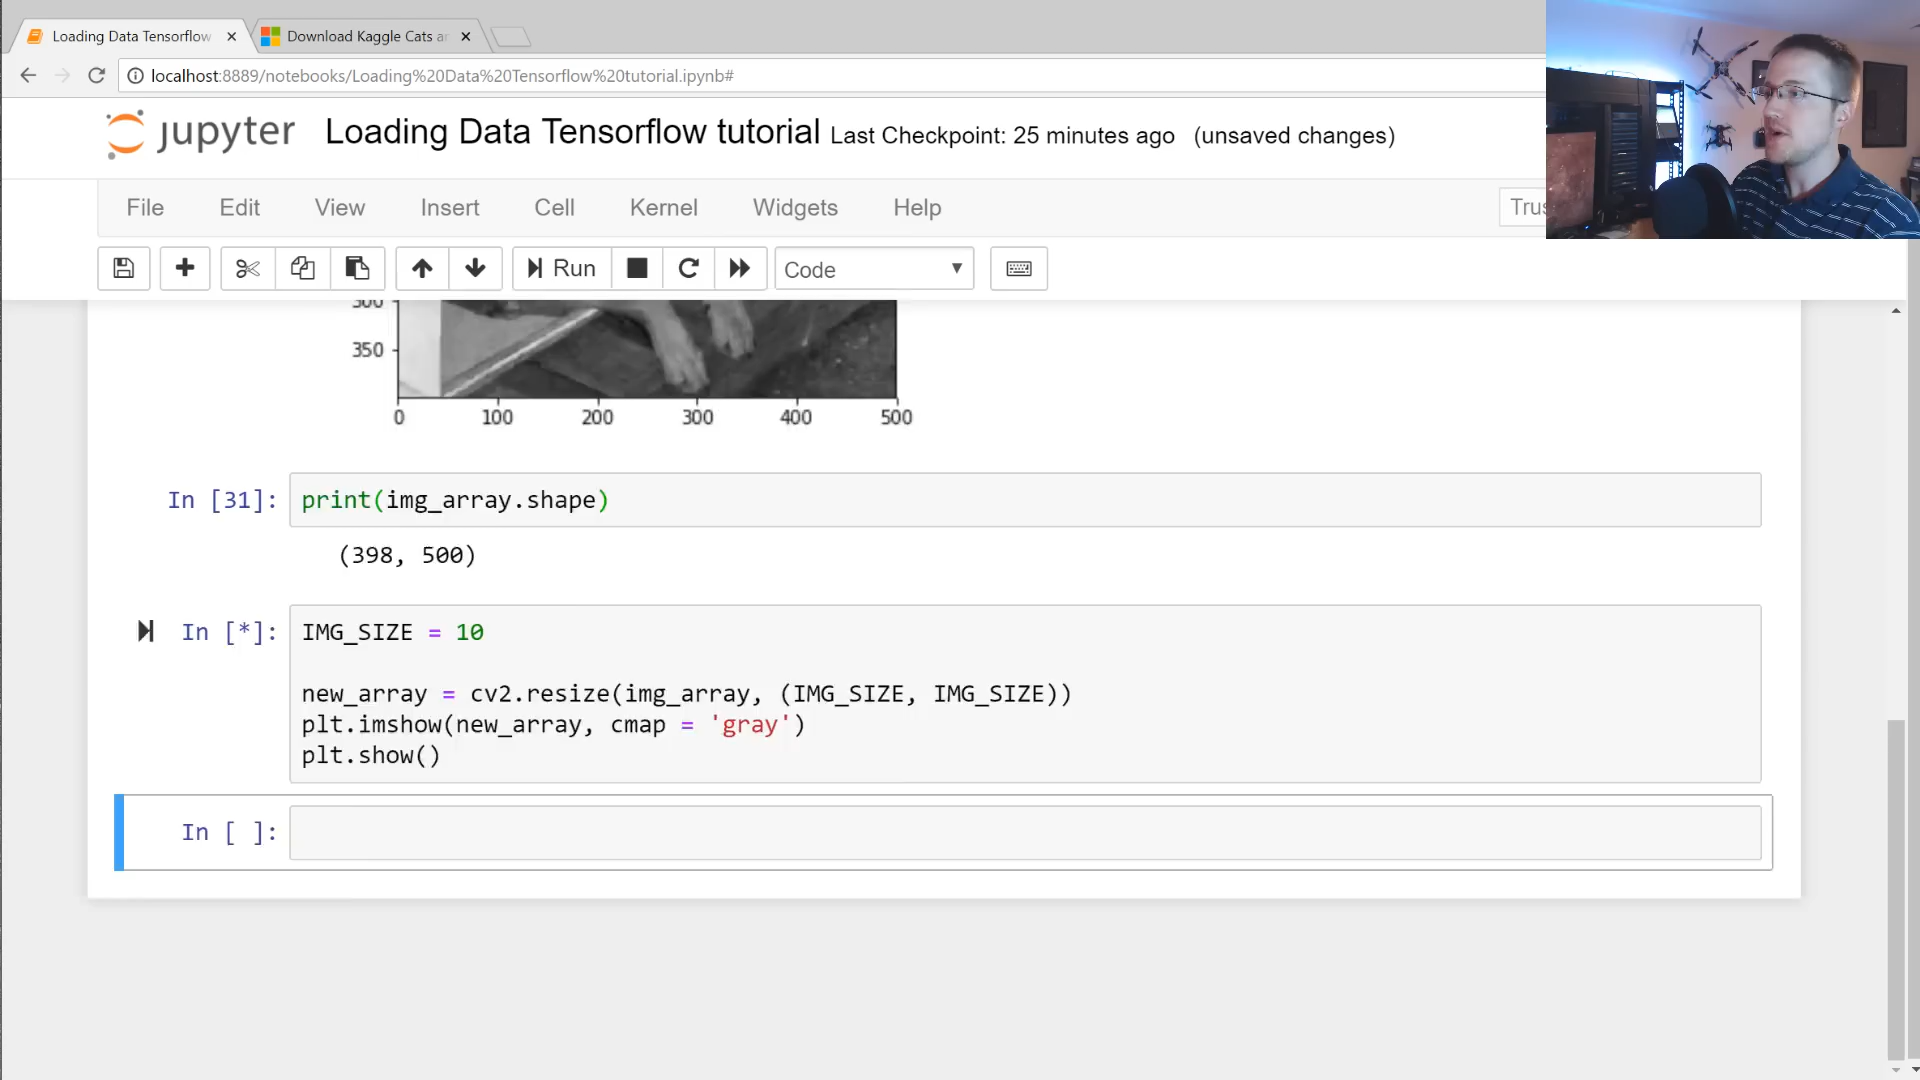 Loading Data Tensorflow
Download Kaggle Cats a
localhost:8889/notebooks/Loading%20Data%20Tensorflow%20tutorial.ipynb#
jupyter Loading Data Tensorflow tutorial Last Checkpoint: 25 minutes ago (unsaved changes)
File Edit View Insert Cell Kernel Widgets Help
Trus
Run
Code
300
350
0 100 200 300 400 500
In [31]: print(img_array.shape)
(398, 500)
In [*]: IMG_SIZE = 10
new_array = cv2.resize(img_array, (IMG_SIZE, IMG_SIZE))
plt.imshow(new_array, cmap = 'gray')
plt.show()
In [ ]: